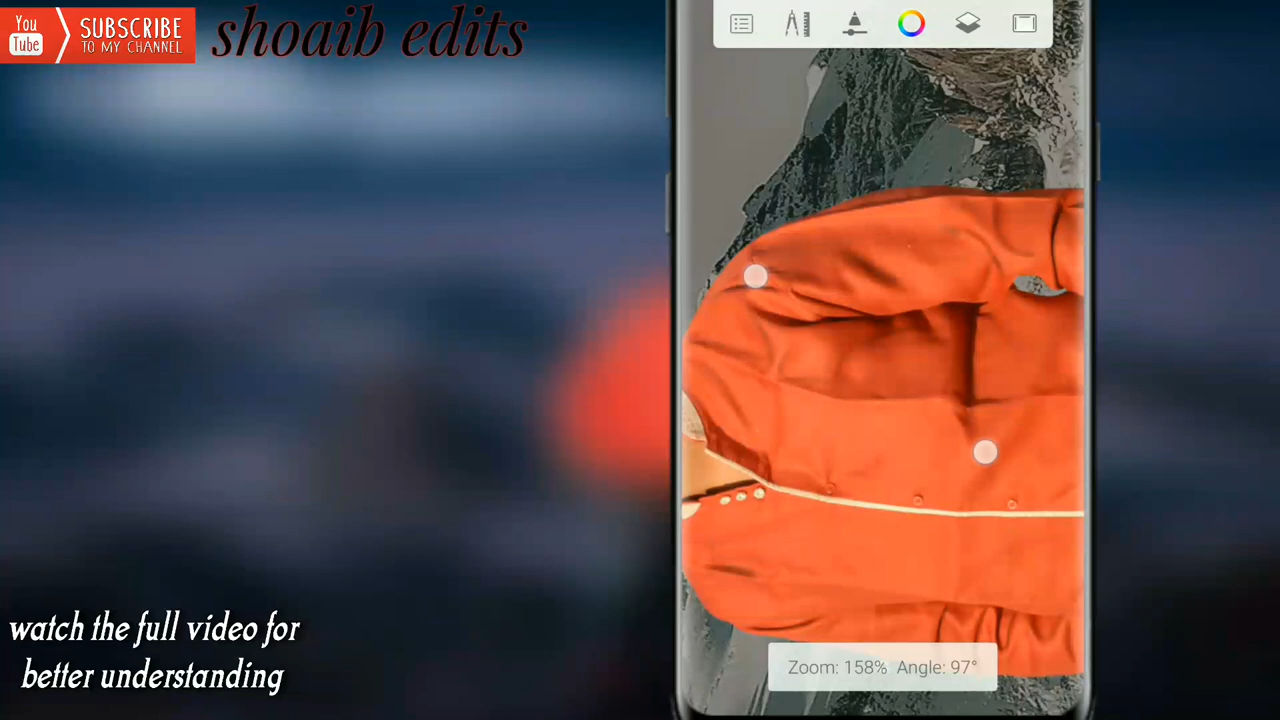 You
Tube
SUBSCRIBE
TO MY CHANNEL
shoaib edits
Zoom: 158% Angle: 97°
watch the full video for
better understanding